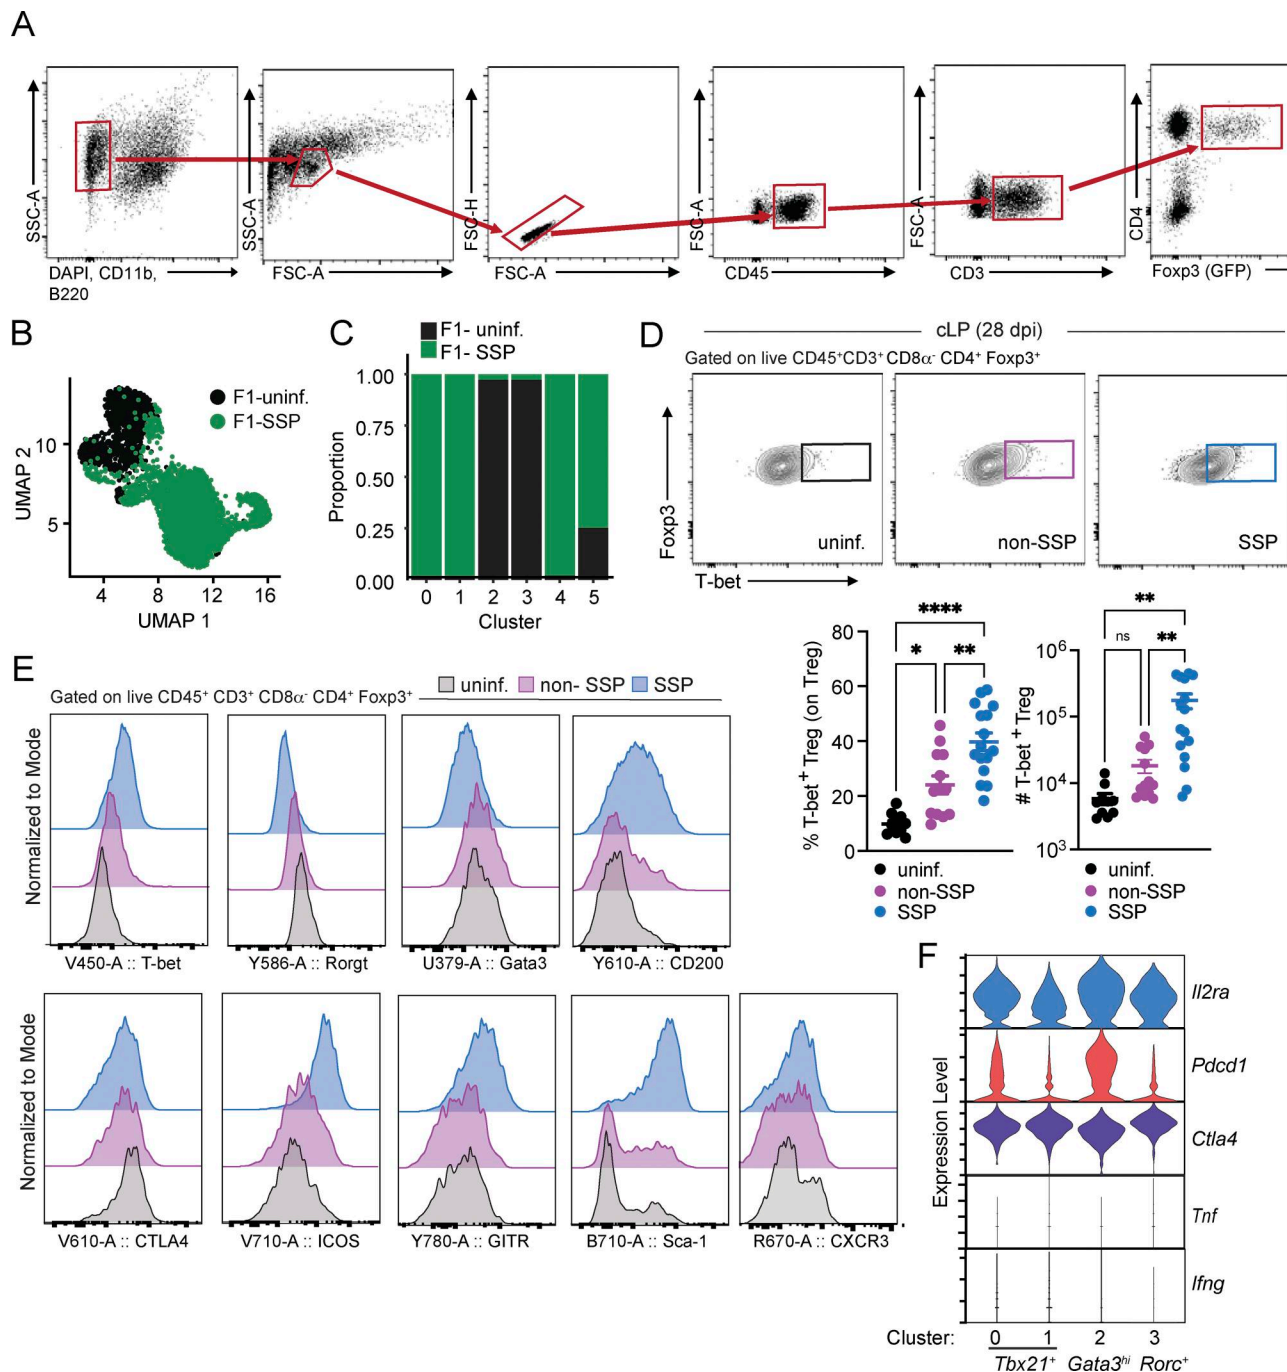 A
SSC-A
DAPI, CD11b,
B220
SSC-A
FSC-A
FSC-H
FSC-A
FSC-A
CD45
FSC-A
CD3
CD4
Foxp3 (GFP)
B
F1-uninf.
F1-SSP
UMAP 2
10
5
4
8
12
16
UMAP 1
C
F1- uninf.
F1- SSP
Proportion
1.00
0.75
0.50
0.25
0.00
0
1
2
3
4
5
Cluster
D
cLP (28 dpi)
Gated on live CD45⁺CD3⁺ CD8α⁻ CD4⁺ Foxp3⁺
Foxp3
uninf.
non-SSP
SSP
T-bet
% T-bet⁺ Treg (on Treg)
80
60
40
20
0
****
*
**
uninf.
non-SSP
SSP
# T-bet⁺ Treg
10⁶
10⁵
10⁴
10³
**
ns
**
uninf.
non-SSP
SSP
E
Gated on live CD45⁺ CD3⁺ CD8α⁻ CD4⁺ Foxp3⁺
uninf.
non- SSP
SSP
Normalized to Mode
V450-A :: T-bet
Y586-A :: Rorgt
U379-A :: Gata3
Y610-A :: CD200
Normalized to Mode
V610-A :: CTLA4
V710-A :: ICOS
Y780-A :: GITR
B710-A :: Sca-1
R670-A :: CXCR3
F
Expression Level
Il2ra
Pdcd1
Ctla4
Tnf
Ifng
Cluster:
0
1
2
3
Tbx21⁺
Gata3ʰⁱ
Rorc⁺